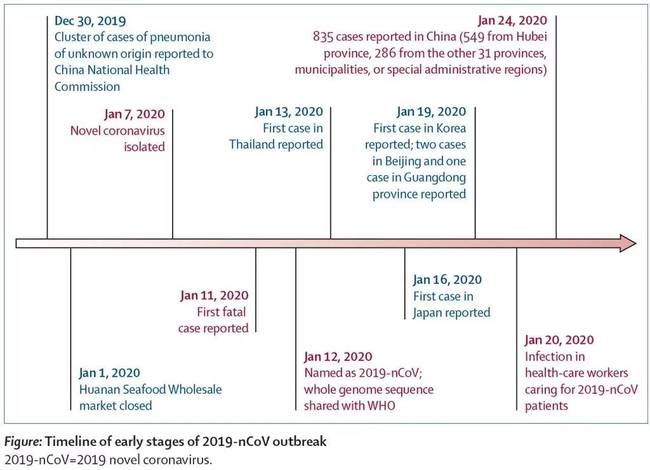 Dec 30, 2019
Cluster of cases of pneumonia
of unknown origin reported to
China National Health
Commission
Jan 24, 2020
835 cases reported in China (549 from Hubei
province, 286 from the other 31 provinces,
municipalities, or special administrative regions)
Jan 7, 2020
Novel coronavirus
isolated
Jan 13, 2020
First case in
Thailand reported
Jan 19, 2020
First case in Korea
reported; two cases
in Beijing and one
case in Guangdong
province reported
Jan 11, 2020
First fatal
case reported
Jan 16, 2020
First case in
Japan reported
Jan 1, 2020
Huanan Seafood Wholesale
market closed
Jan 12, 2020
Named as 2019-nCoV;
whole genome sequence
shared with WHO
Jan 20, 2020
Infection in
health-care workers
caring for 2019-nCoV
patients
Figure: Timeline of early stages of 2019-nCoV outbreak
2019-nCoV=2019 novel coronavirus.